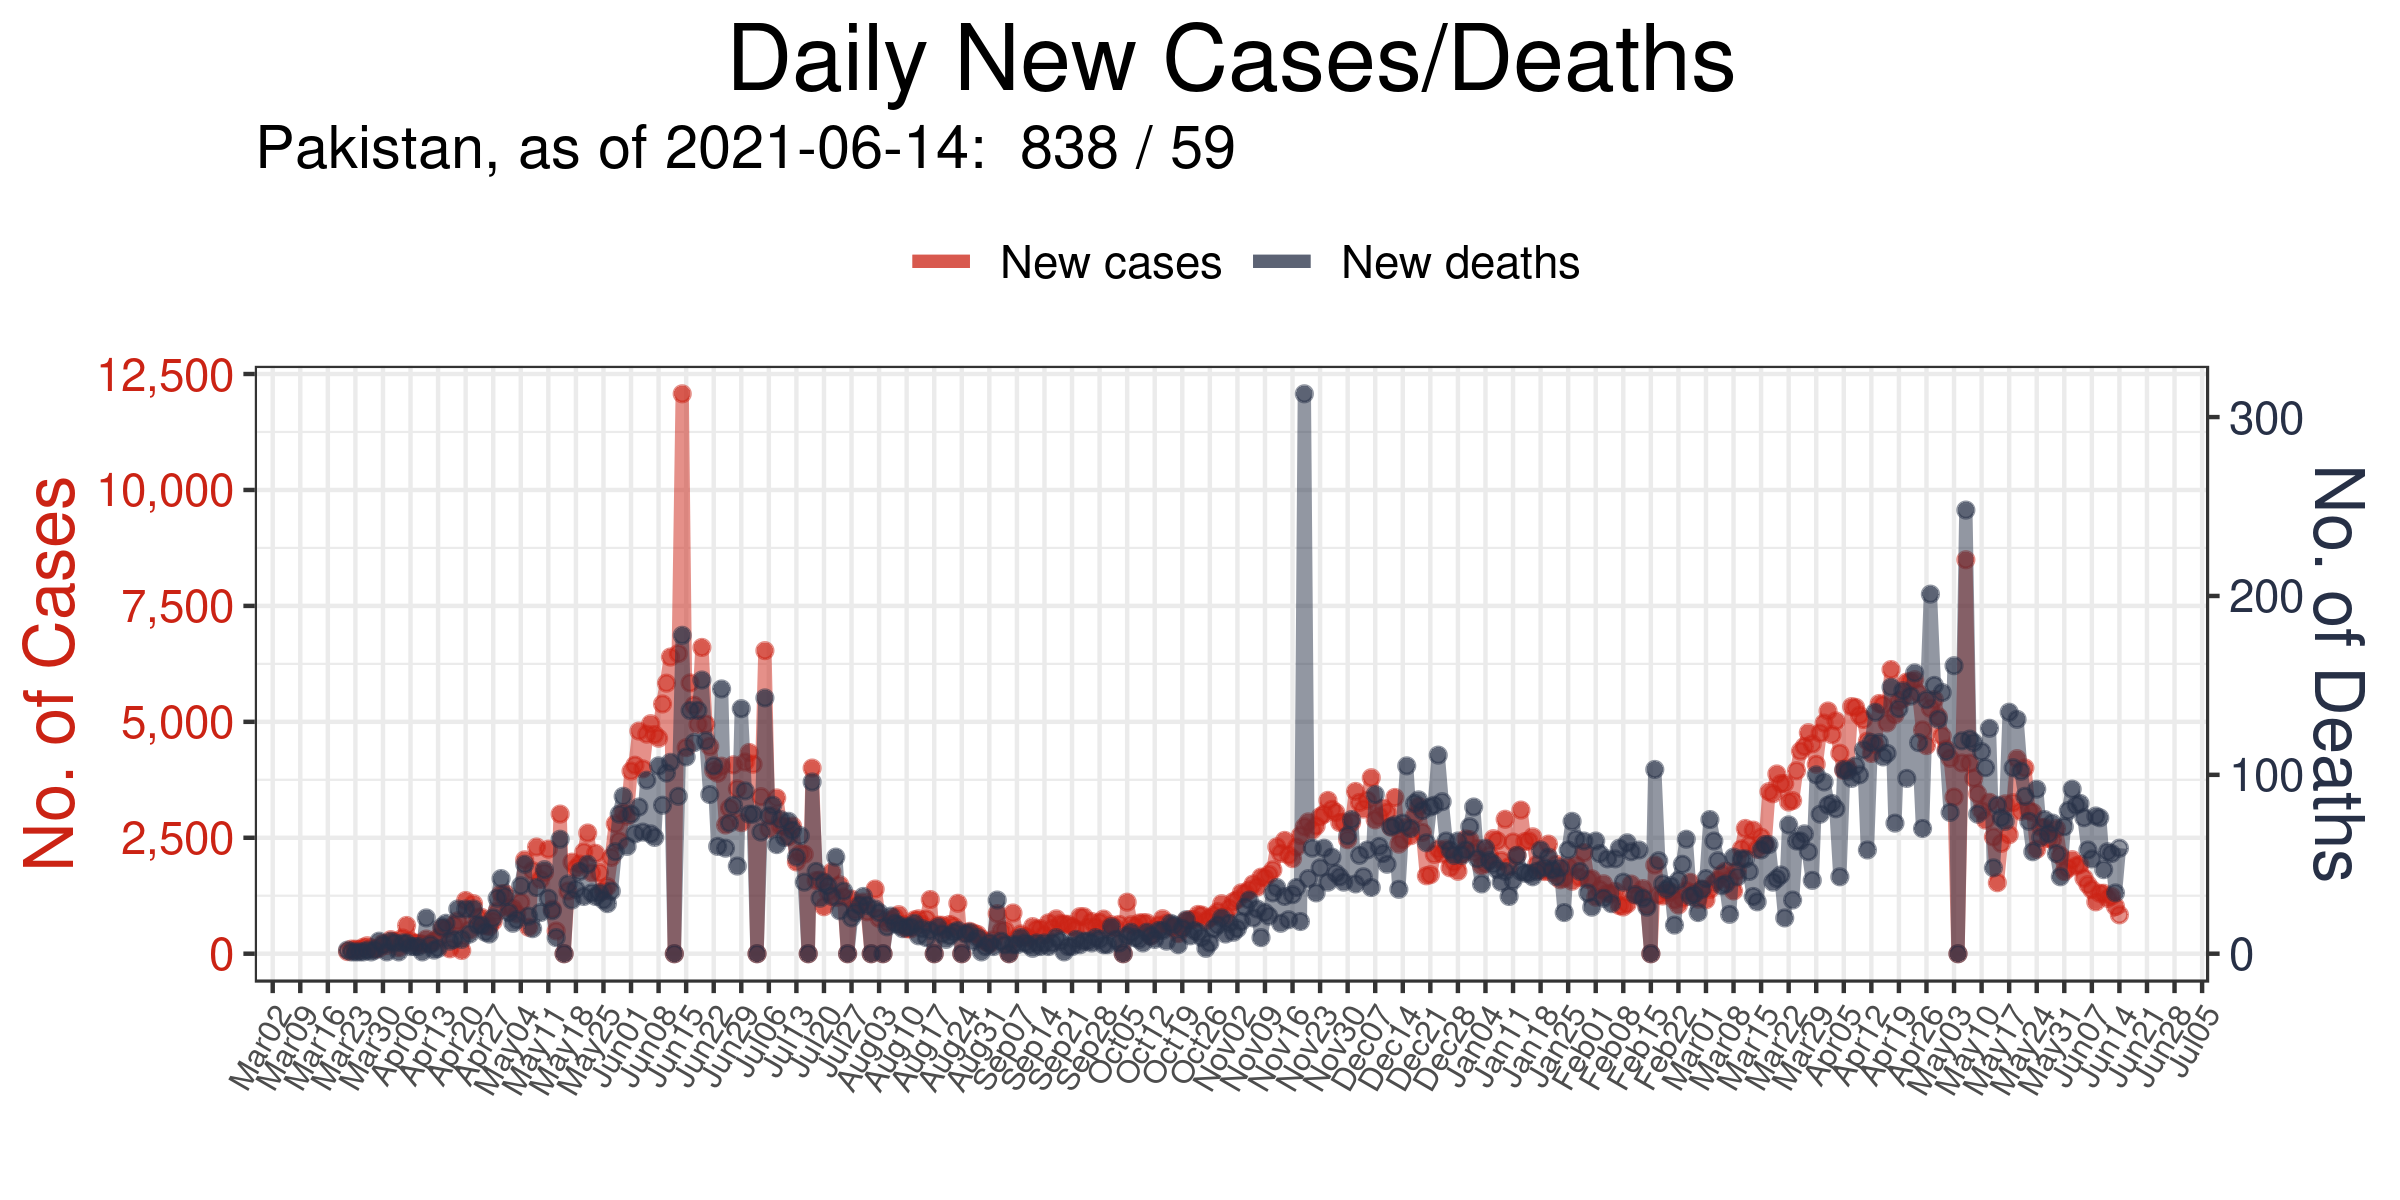 Daily New Cases/Deaths
Pakistan, as of 2021-06-14:  838 / 59
New cases
New deaths
No. of Cases
12,500
10,000
7,500
5,000
2,500
0
300
200
100
0
No. of Deaths
Mar02
Mar09
Mar16
Mar23
Mar30
Apr06
Apr13
Apr20
Apr27
May04
May11
May18
May25
Jun01
Jun08
Jun15
Jun22
Jun29
Jul06
Jul13
Jul20
Jul27
Aug03
Aug10
Aug17
Aug24
Aug31
Sep07
Sep14
Sep21
Sep28
Oct05
Oct12
Oct19
Oct26
Nov02
Nov09
Nov16
Nov23
Nov30
Dec07
Dec14
Dec21
Dec28
Jan04
Jan11
Jan18
Jan25
Feb01
Feb08
Feb15
Feb22
Mar01
Mar08
Mar15
Mar22
Mar29
Apr05
Apr12
Apr19
Apr26
May03
May10
May17
May24
May31
Jun07
Jun14
Jun21
Jun28
Jul05